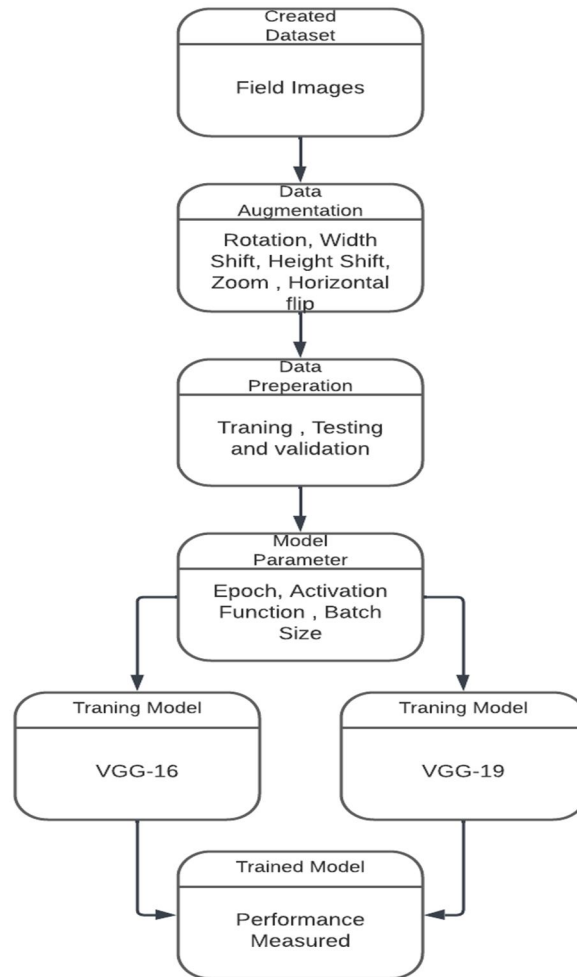 Created
Dataset
Field Images
Data
Augmentation
Rotation, Width
Shift, Height Shift,
Zoom , Horizontal
flip
Data
Preperation
Traning , Testing
and validation
Model
Parameter
Epoch, Activation
Function , Batch
Size
Traning Model
VGG-16
Traning Model
VGG-19
Trained Model
Performance
Measured